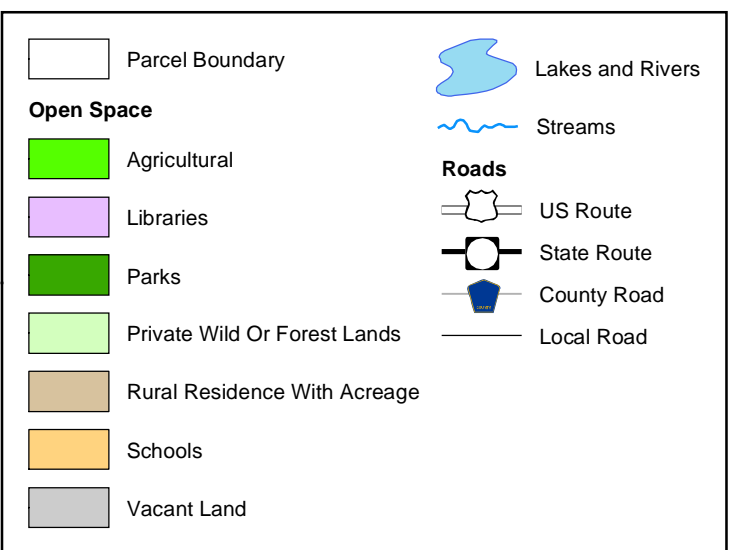 Parcel Boundary
Open Space
Agricultural
Libraries
Parks
Private Wild Or Forest Lands
Rural Residence With Acreage
Schools
Vacant Land
Lakes and Rivers
Streams
Roads
US Route
State Route
County Road
Local Road